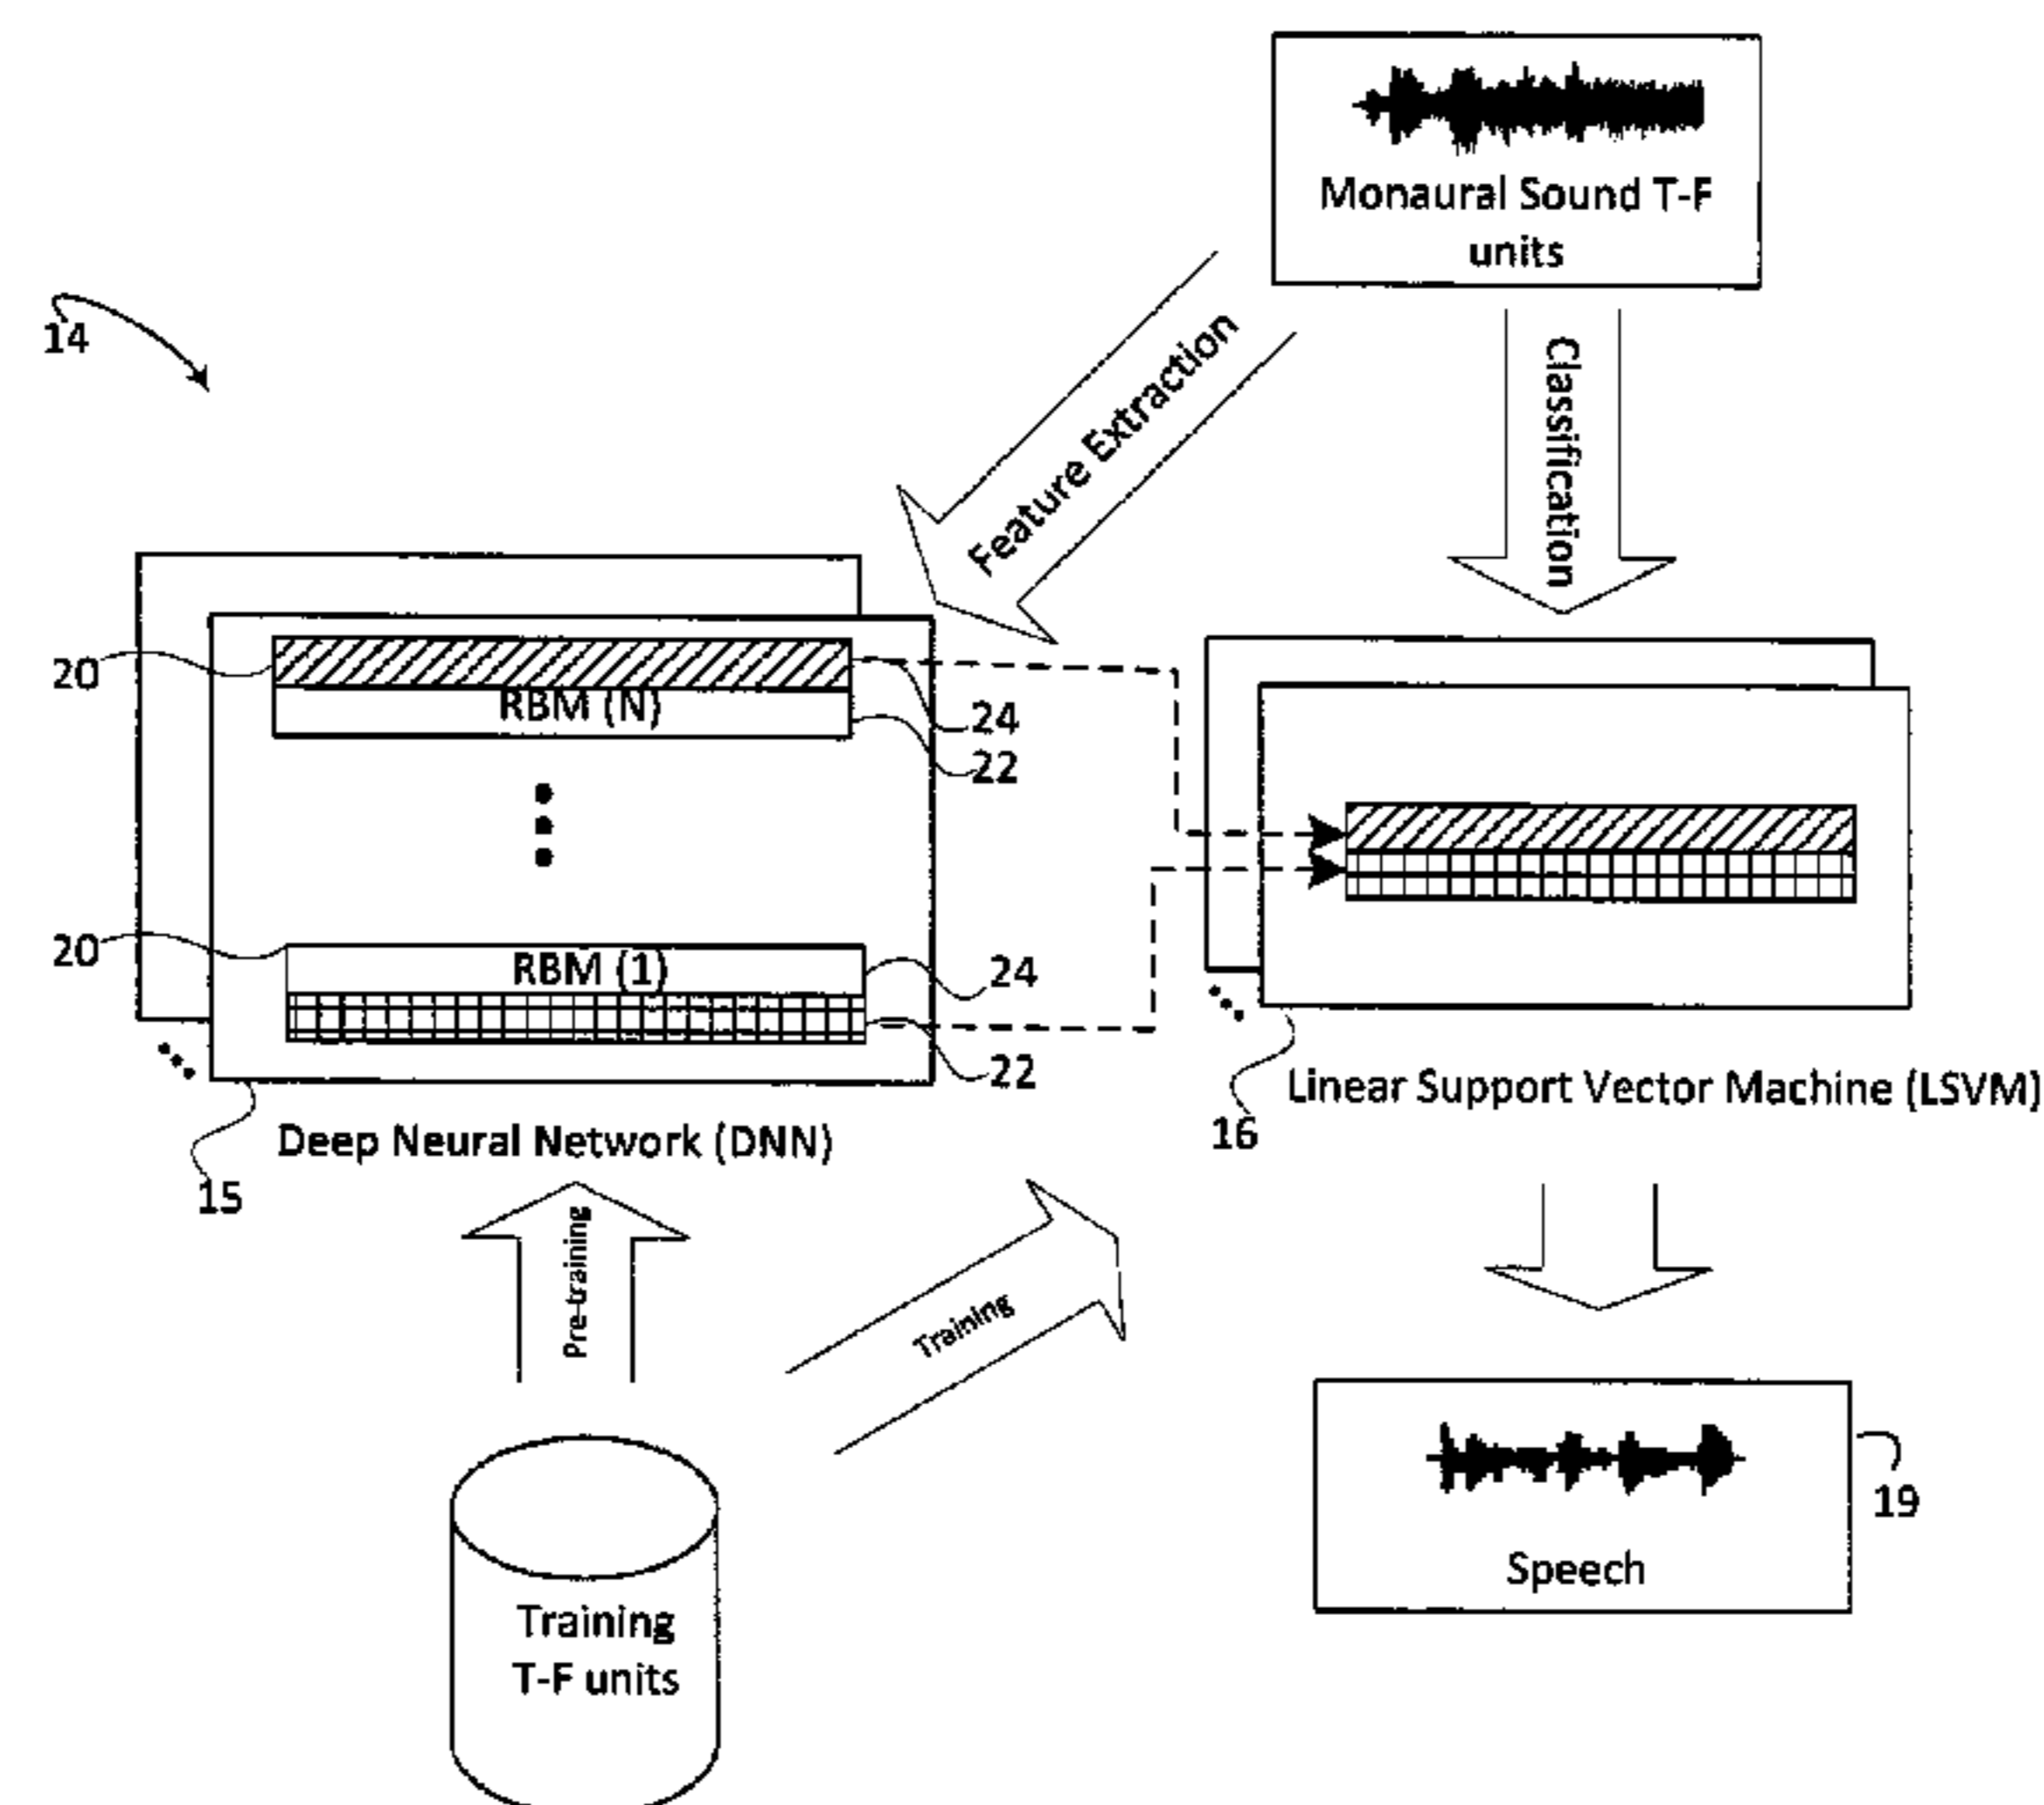 Monaural Sound T-F
units
14
Feature Extraction
Classification
20
RBM (N)
24
22
20
RBM (1)
24
22
Deep Neural Network (DNN)
15
Linear Support Vector Machine (LSVM)
16
Pre-training
Training
Training
T-F units
Speech
19